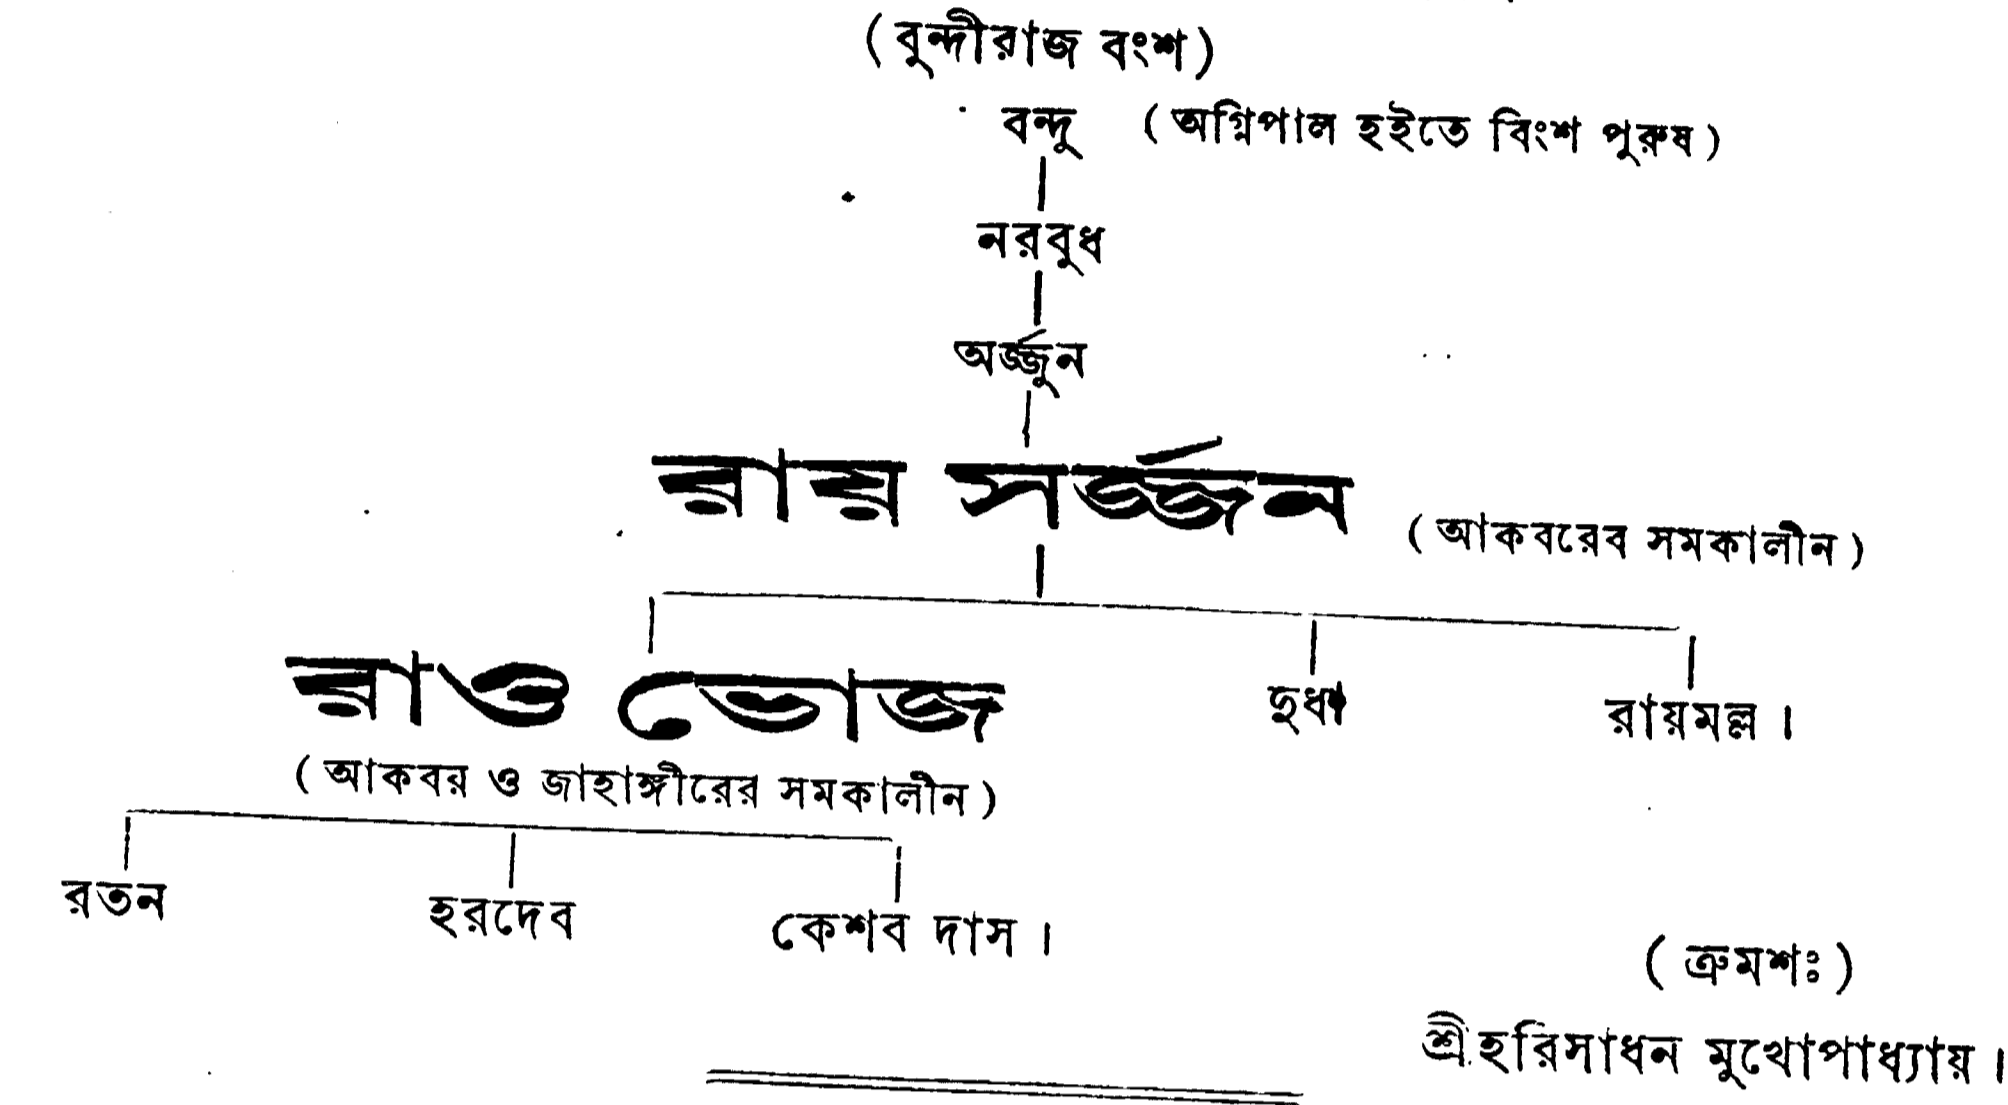 (বুন্দীরাজ বংশ)
বন্দু (অগ্নিপাল হইতে বিংশ পুরুষ)
নরবুধ
অর্জ্জুন
রায় সর্জ্জন (আকবরেব সমকালীন)
রাও ভোজ দুধা রায়মল্ল।
(আকবর ও জাহাঙ্গীরের সমকালীন)
রতন হরদেব কেশব দাস।
(ক্রমশঃ)
শ্রীহরিসাধন মুখোপাধ্যায়।